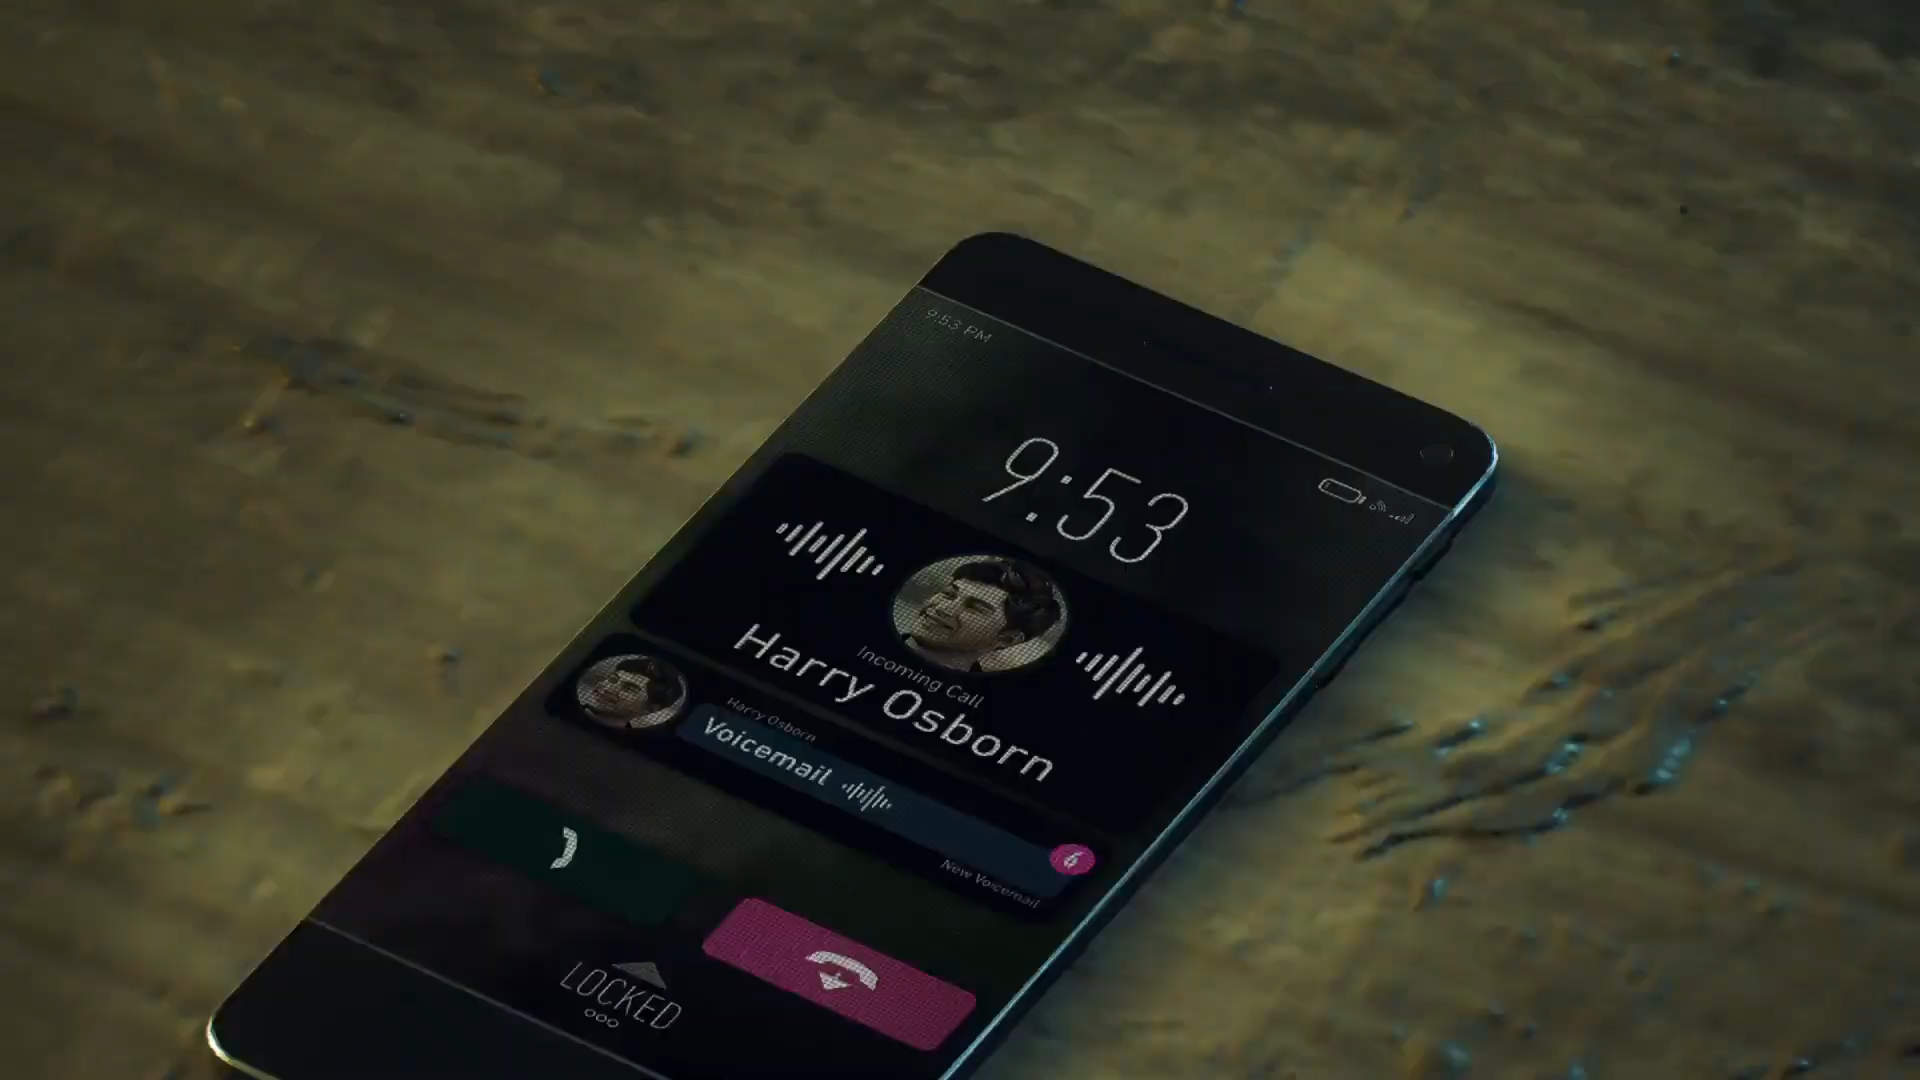 9:53 PM
9:53
Incoming Call
Harry Osborn
Harry Osborn
Voicemail
6
New Voicemail
LOCKED